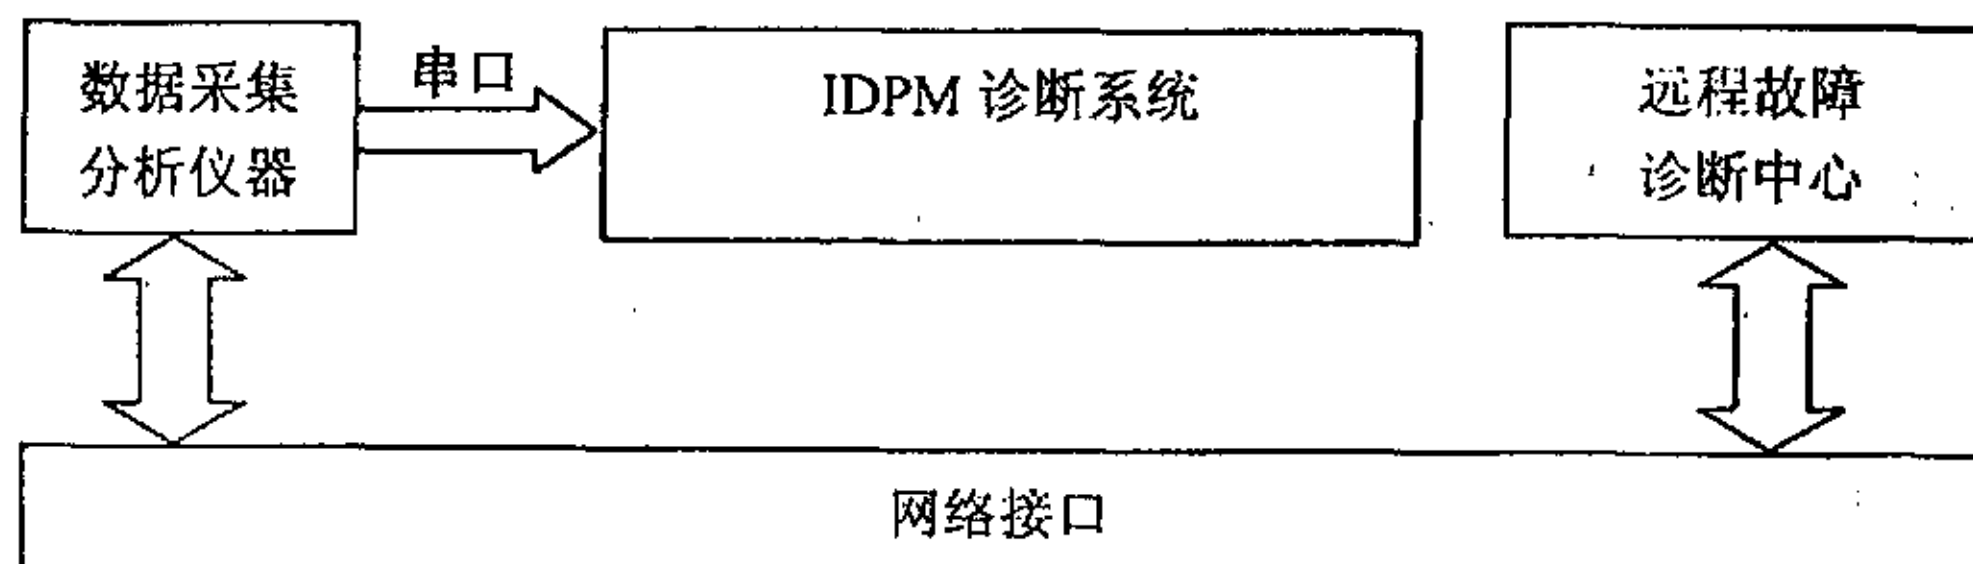 数据采集
分析仪器
串口
IDPM 诊断系统
远程故障
诊断中心
网络接口